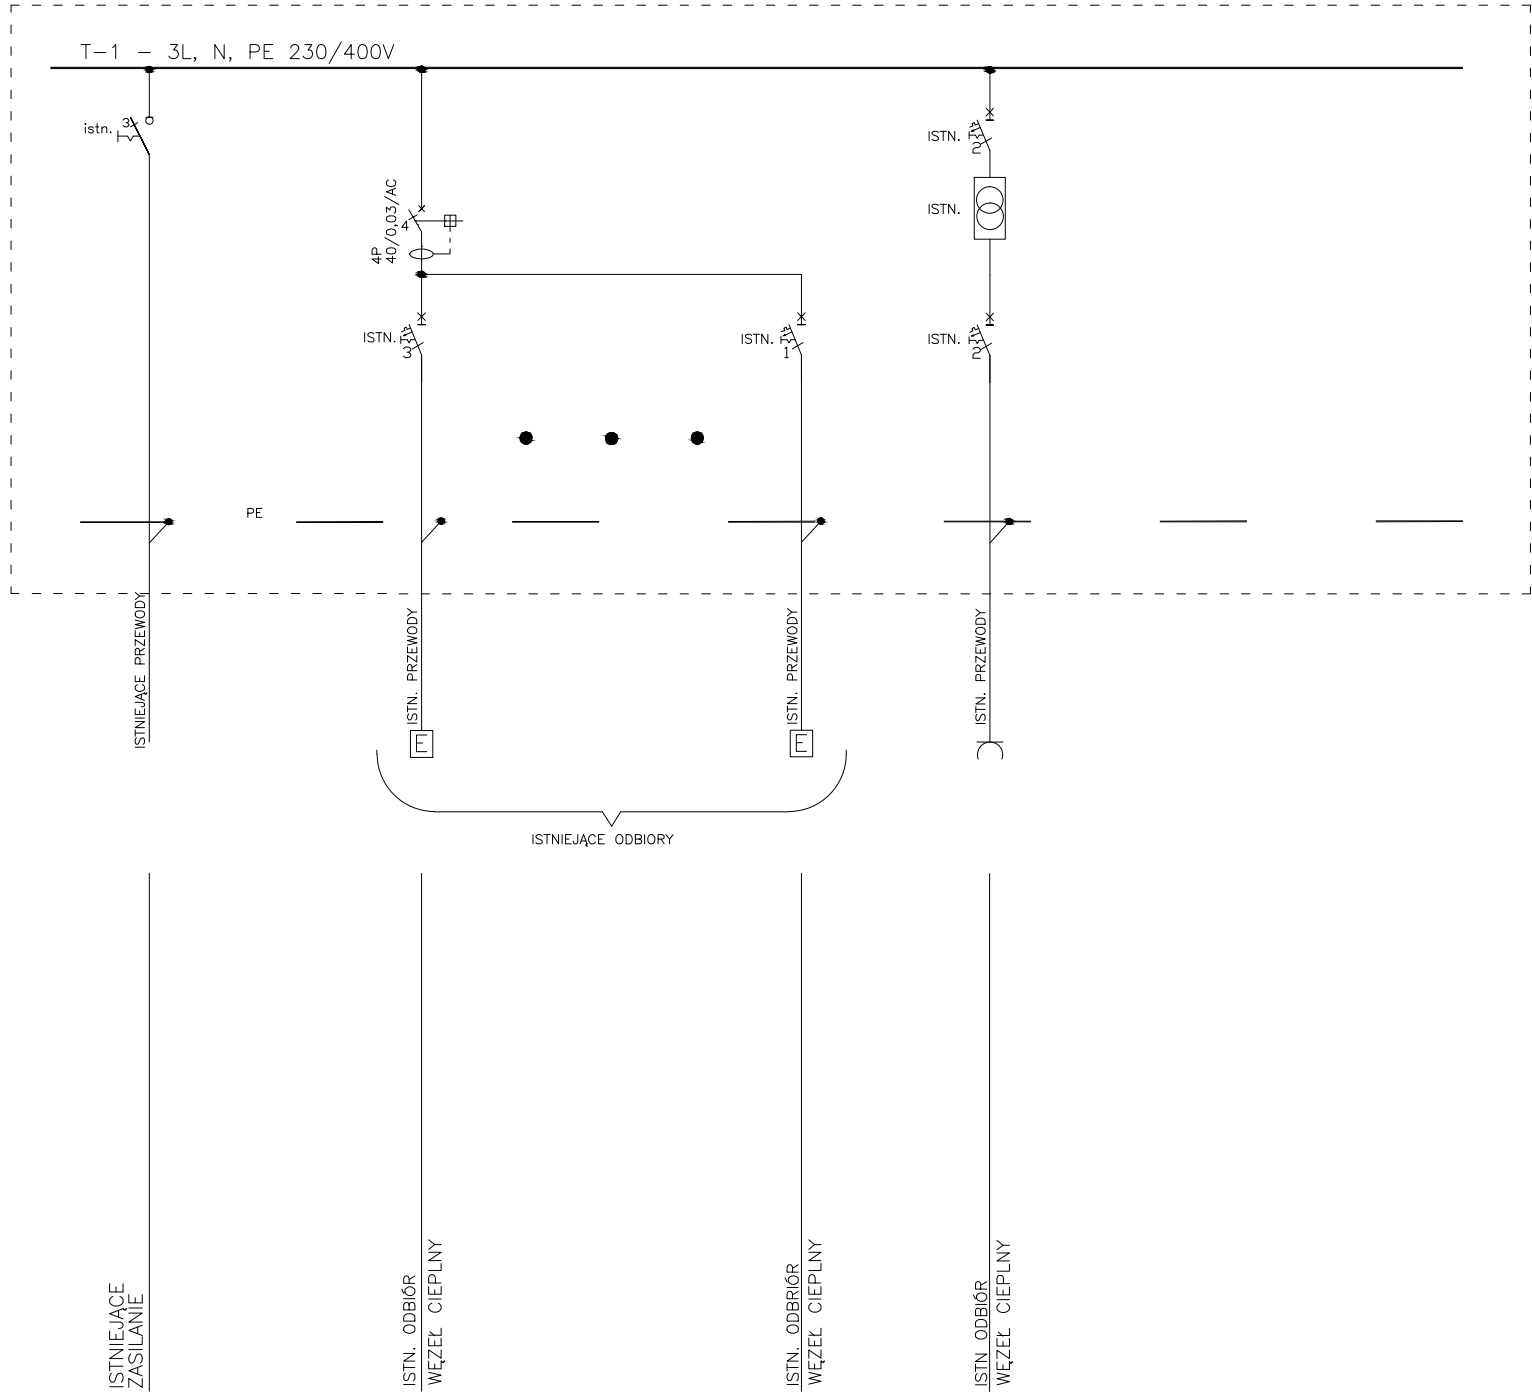 T-1 - 3L, N, PE 230/400V
istn.
3
4P
40/0,03/AC
4
ISTN.
2
ISTN.
ISTN.
3
ISTN.
1
ISTN.
2
PE
ISTNIEJĄCE PRZEWODY
ISTN. PRZEWODY
ISTN. PRZEWODY
ISTN. PRZEWODY
E
E
ISTNIEJĄCE ODBIORY
ISTNIEJĄCE
ZASILANIE
ISTN. ODBIÓR
WĘZEŁ CIEPLNY
ISTN. ODBRIÓR
WĘZEŁ CIEPLNY
ISTN ODBIÓR
WĘZEŁ CIEPLNY